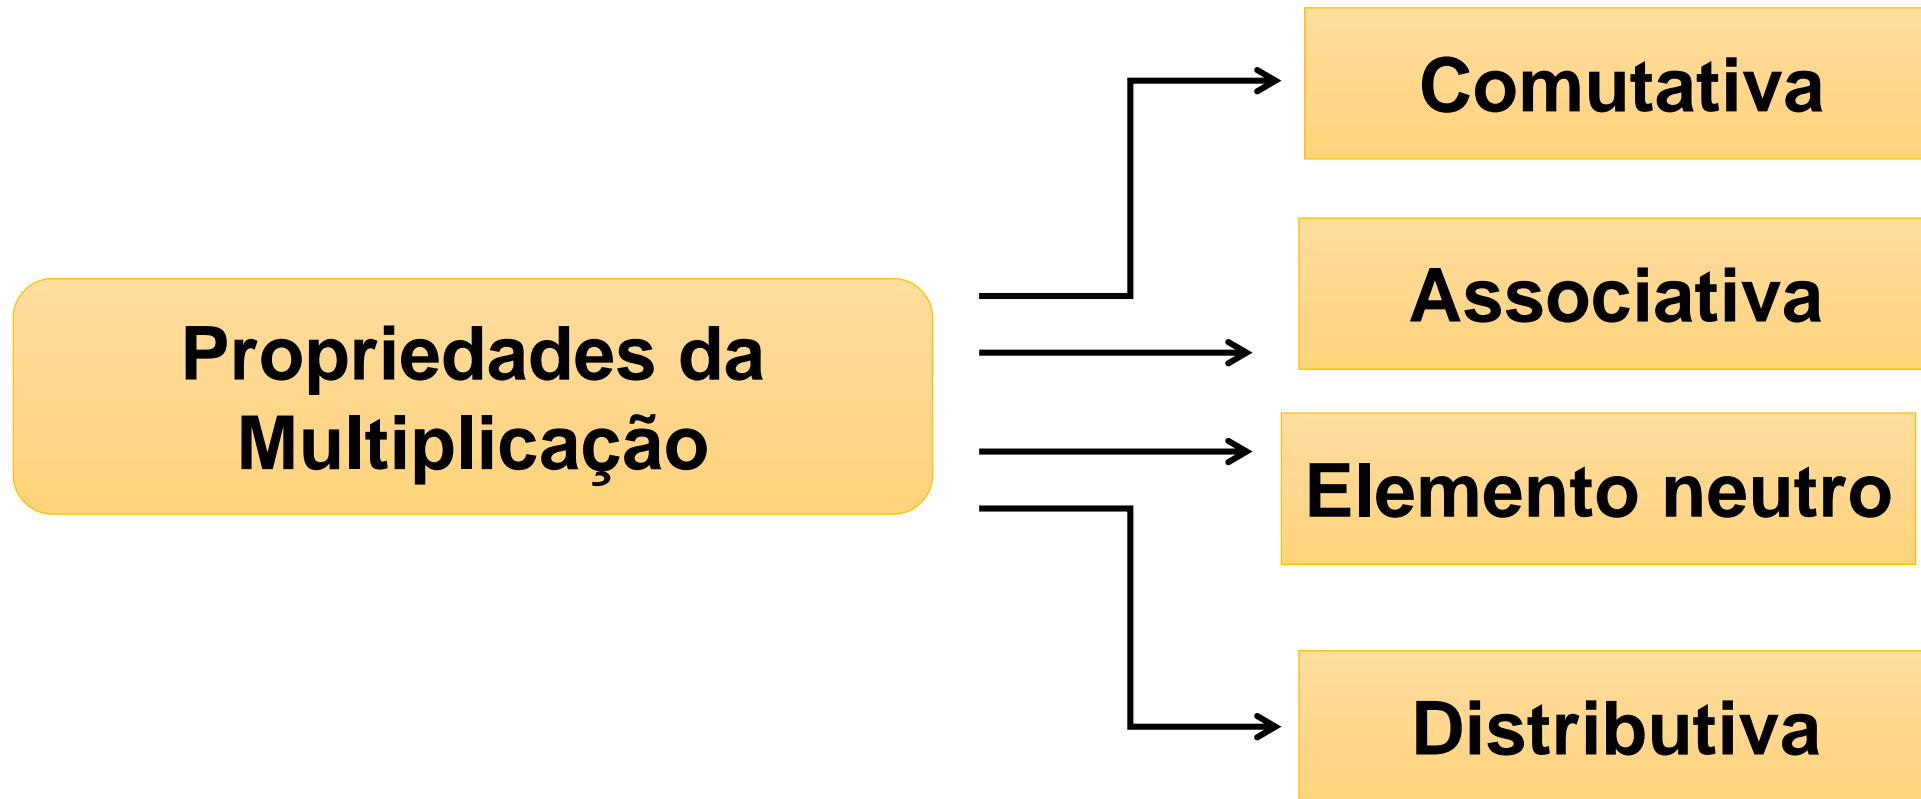 Propriedades da
Multiplicação
Comutativa
Associativa
Elemento neutro
Distributiva